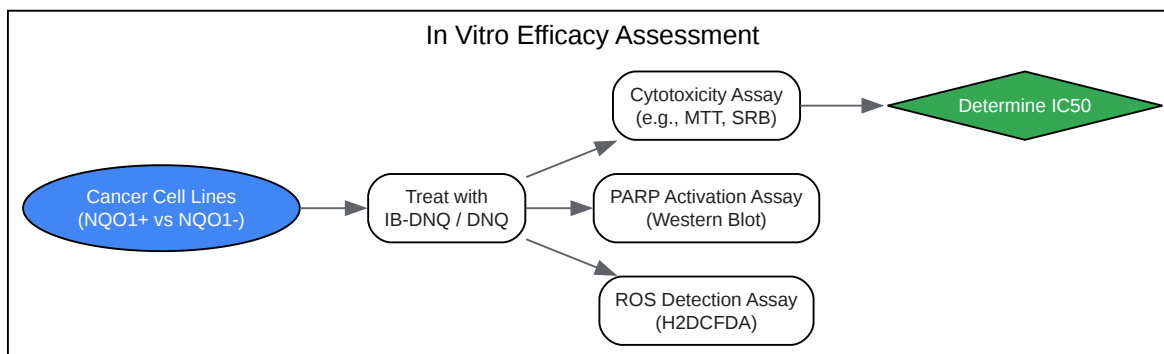 In Vitro Efficacy Assessment
Cancer Cell Lines
(NQO1+ vs NQO1-)
Treat with
IB-DNQ / DNQ
Cytotoxicity Assay
(e.g., MTT, SRB)
Determine IC50
PARP Activation Assay
(Western Blot)
ROS Detection Assay
(H2DCFDA)